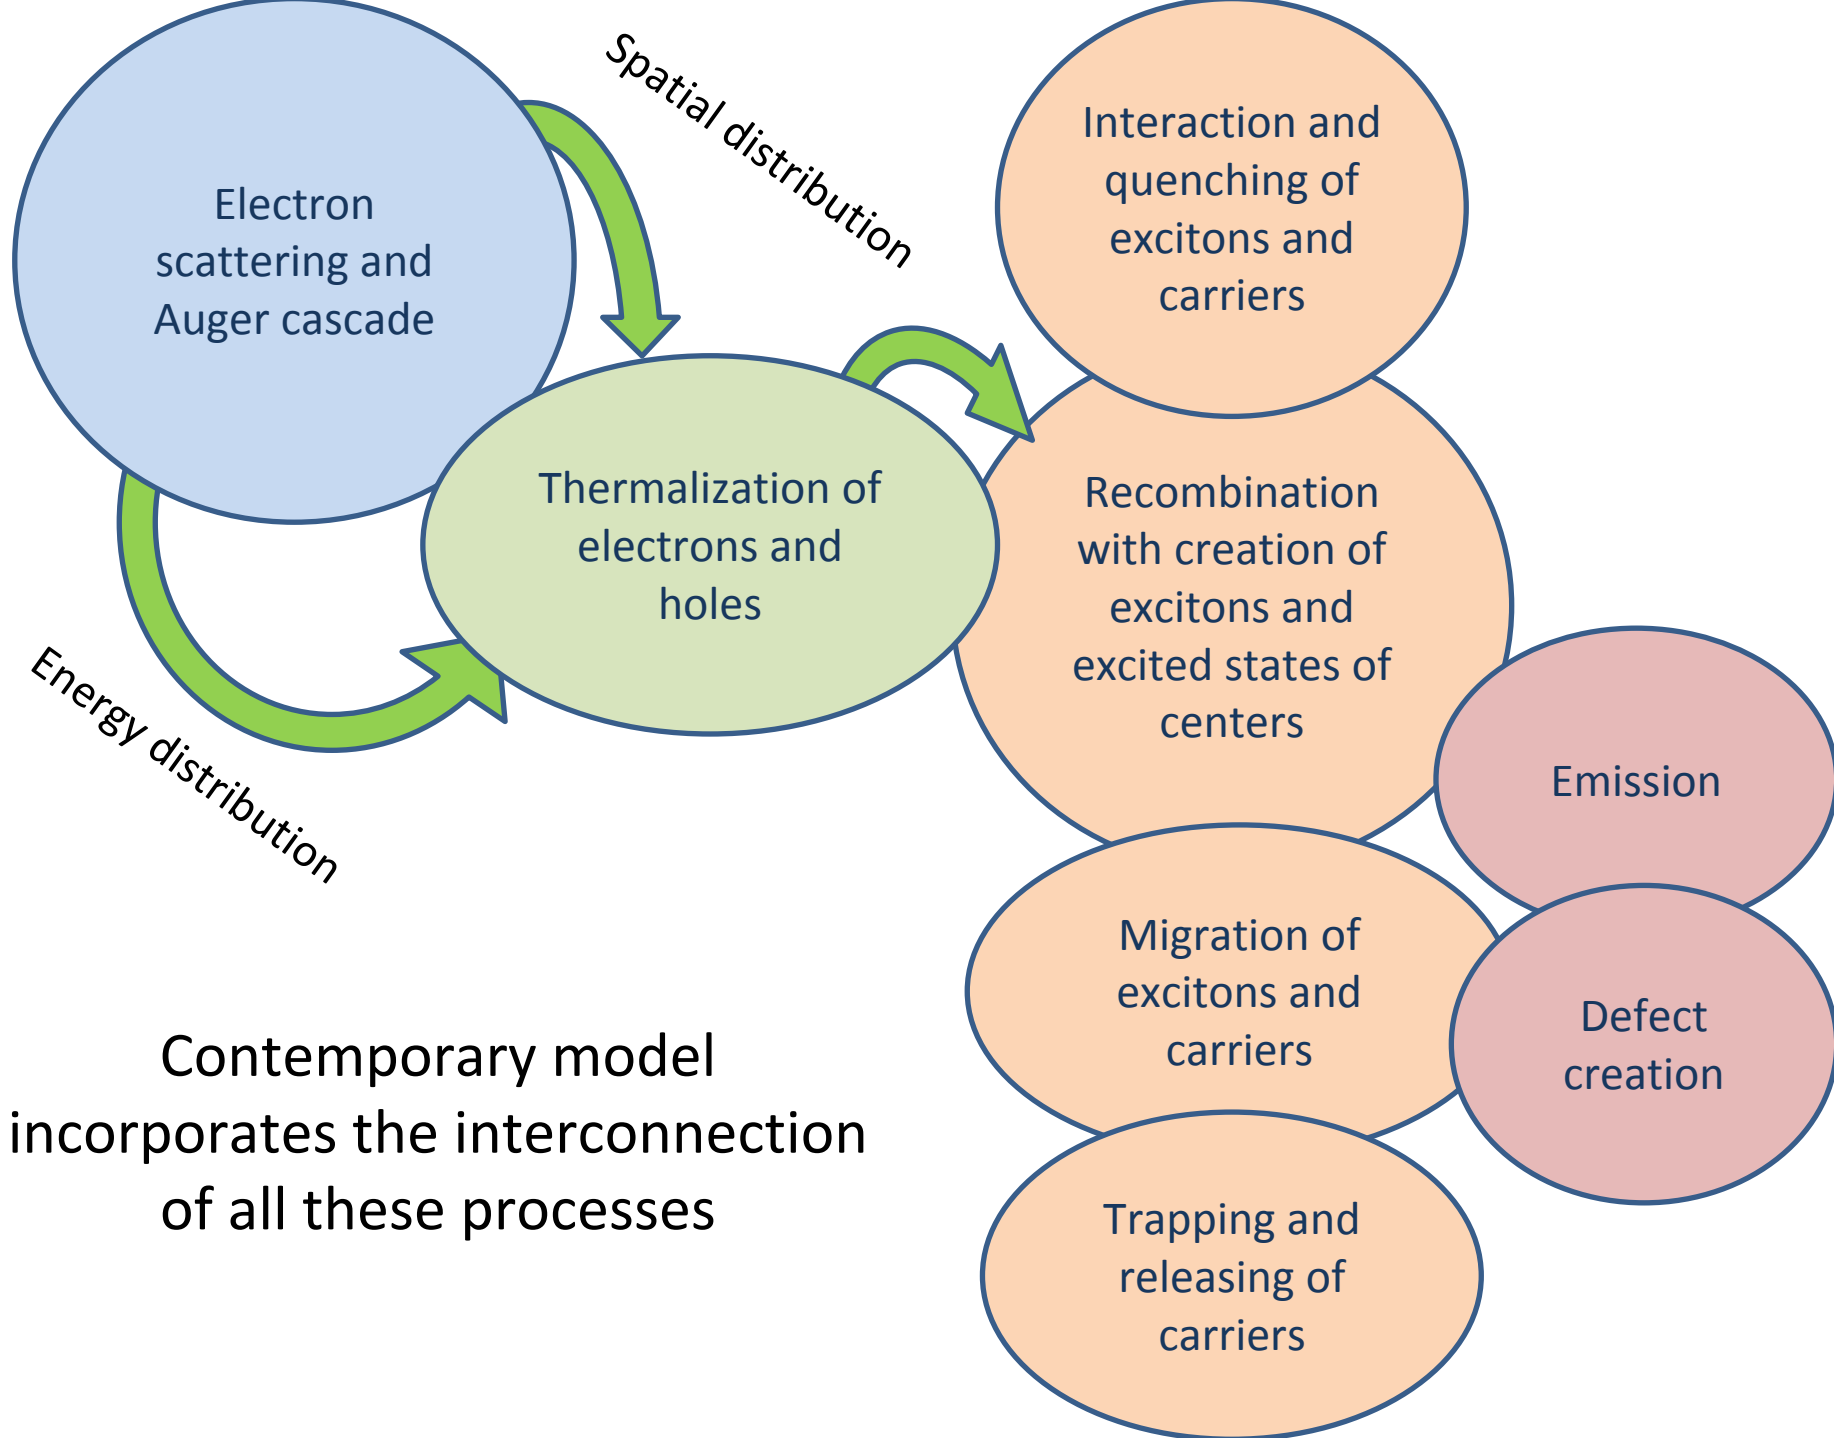 Electron
scattering and
Auger cascade
Spatial distribution
Interaction and
quenching of
excitons and
carriers
Thermalization of
electrons and
holes
Energy distribution
Recombination
with creation of
excitons and
excited states of
centers
Emission
Migration of
excitons and
carriers
Defect
creation
Trapping and
releasing of
carriers
Contemporary model
incorporates the interconnection
of all these processes